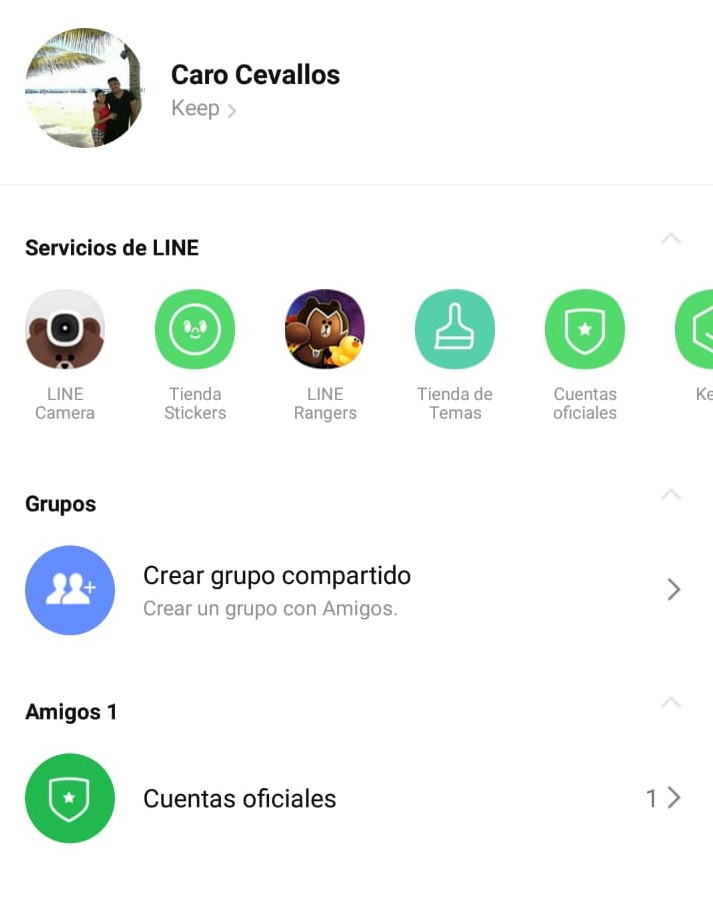 Caro Cevallos
Keep
Servicios de LINE
LINE
Camera
Tienda
Stickers
LINE
Rangers
Tienda de
Temas
Cuentas
oficiales
Ke
Grupos
Crear grupo compartido
Crear un grupo con Amigos.
Amigos 1
Cuentas oficiales
1